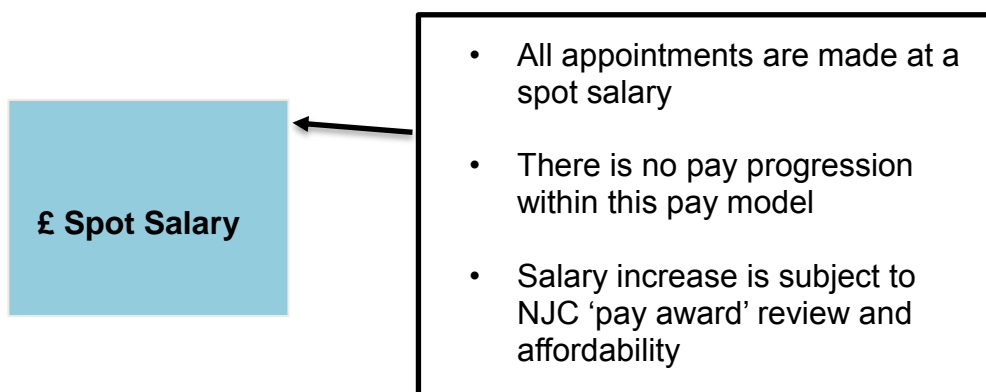 £ Spot Salary
• All appointments are made at a
spot salary
• There is no pay progression
within this pay model
• Salary increase is subject to
NJC ‘pay award’ review and
affordability